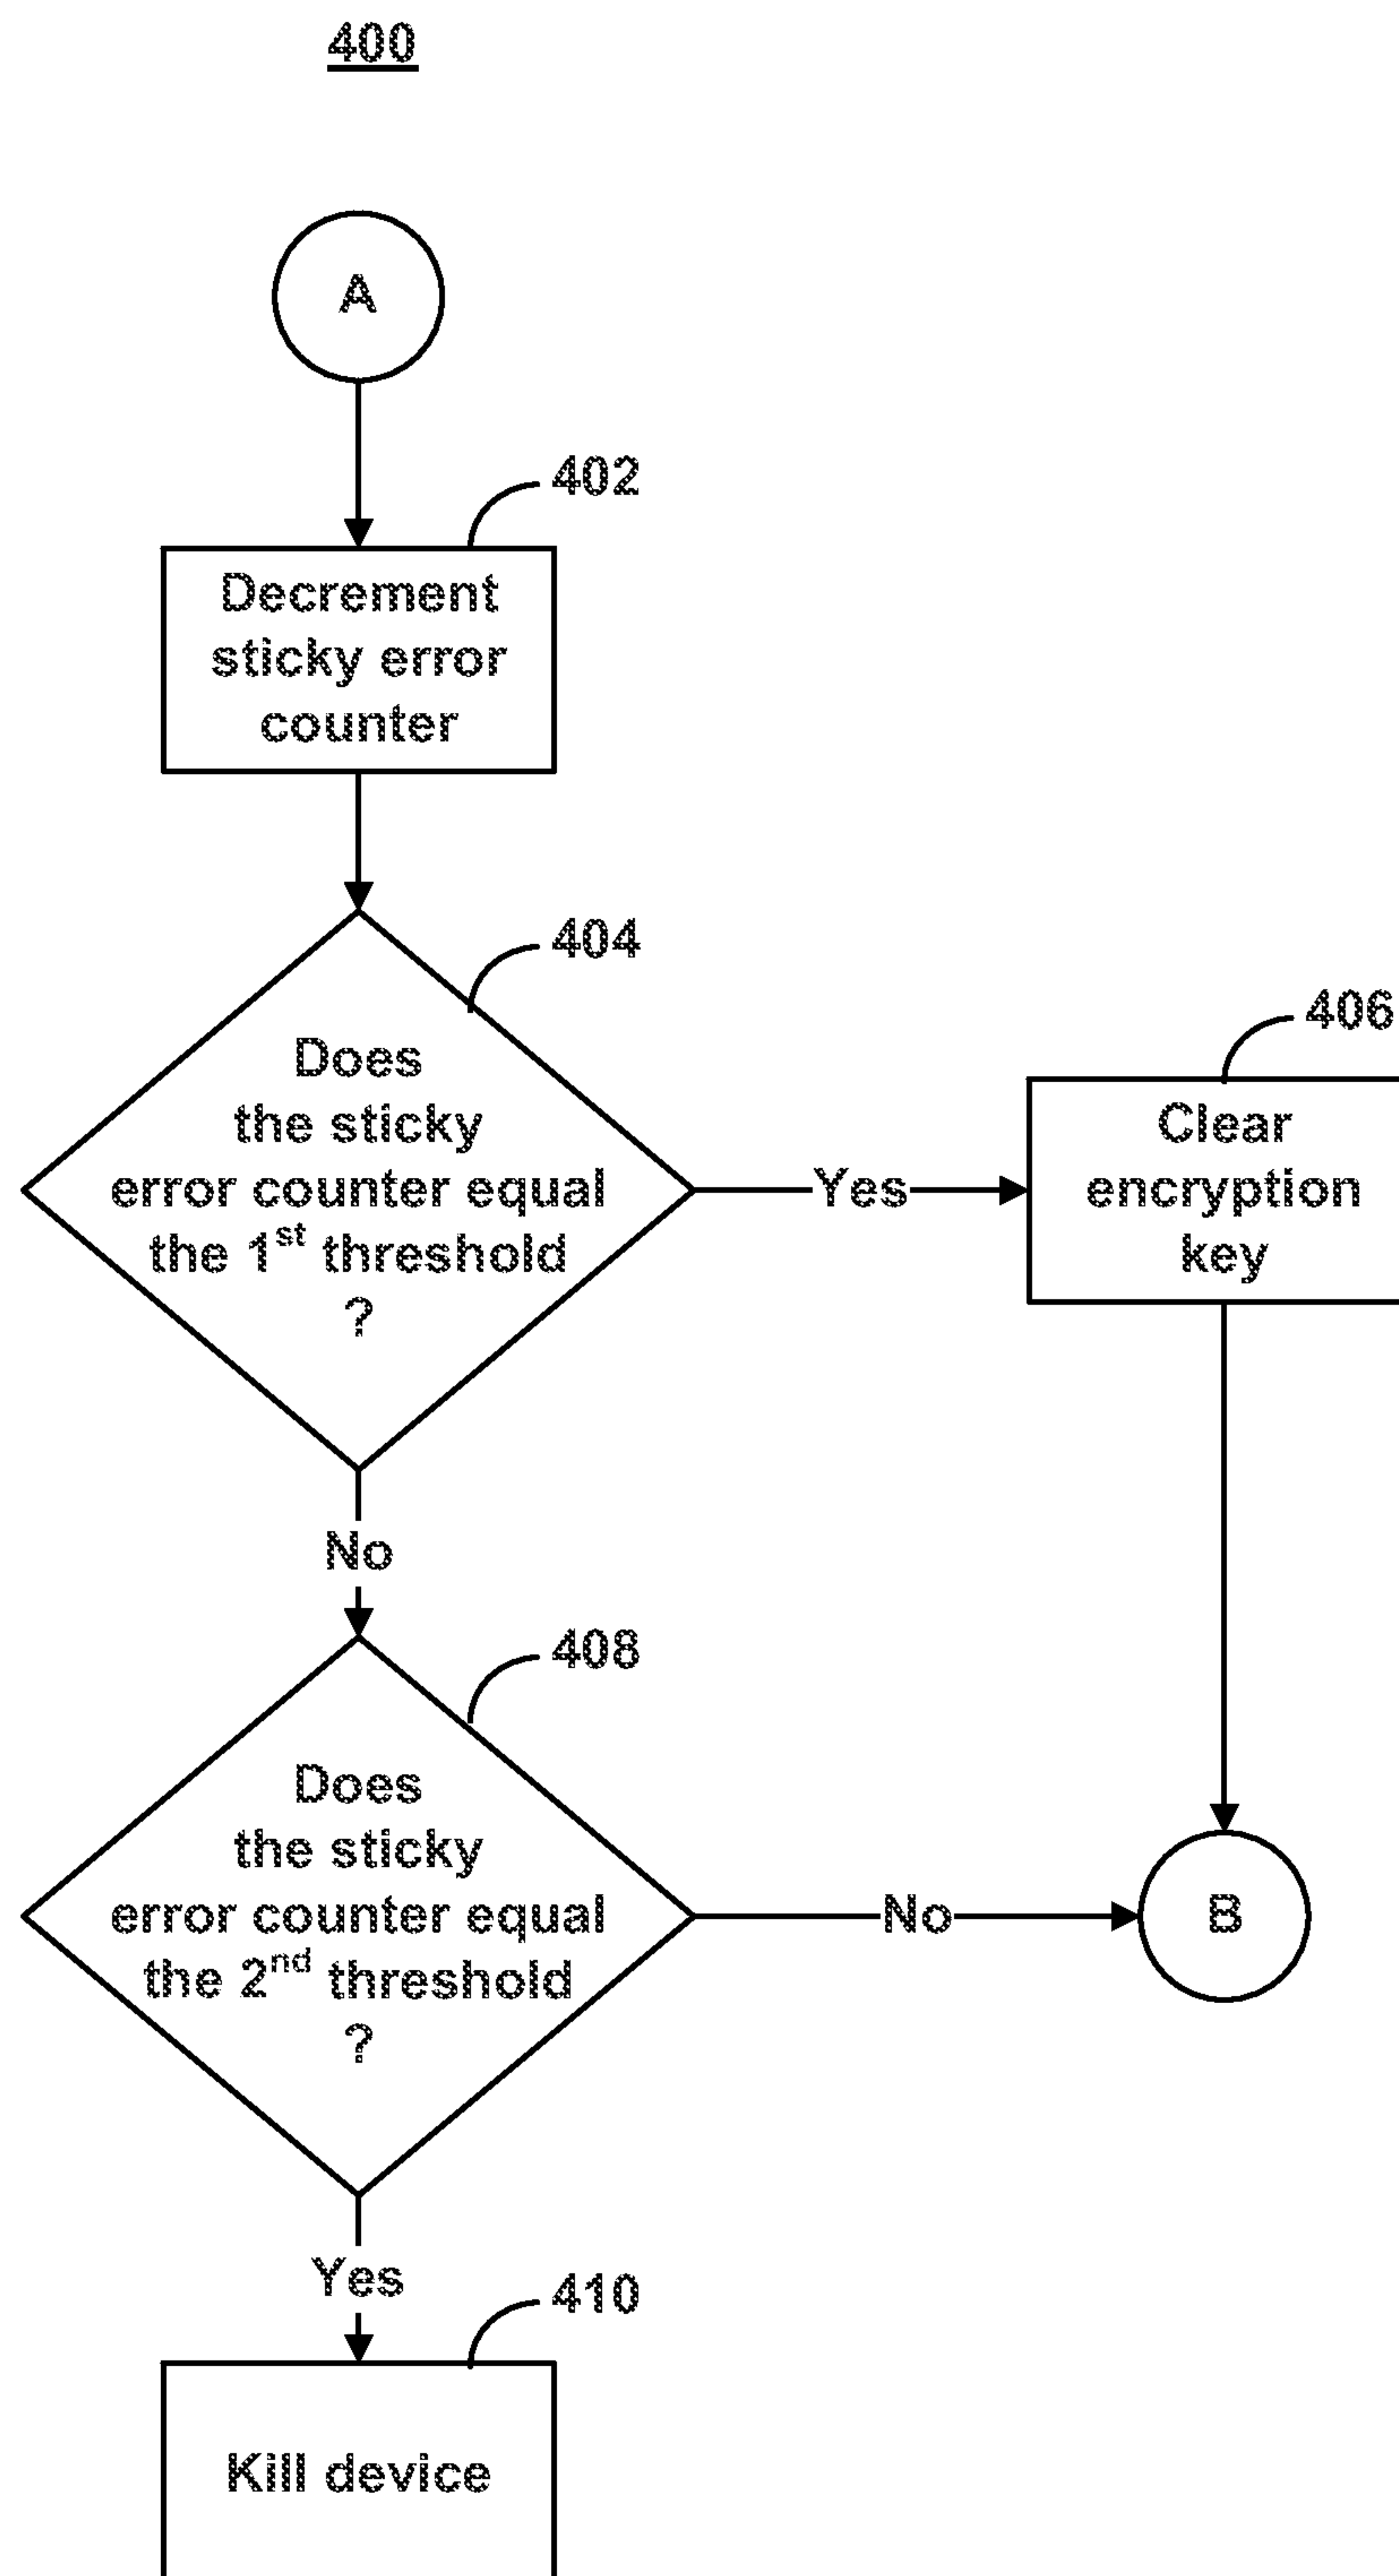 400
A
402
Decrement
sticky error
counter
404
Does
the sticky
error counter equal
the 1st threshold
?
Yes
406
Clear
encryption
key
No
408
Does
the sticky
error counter equal
the 2nd threshold
?
No
B
Yes
410
Kill device